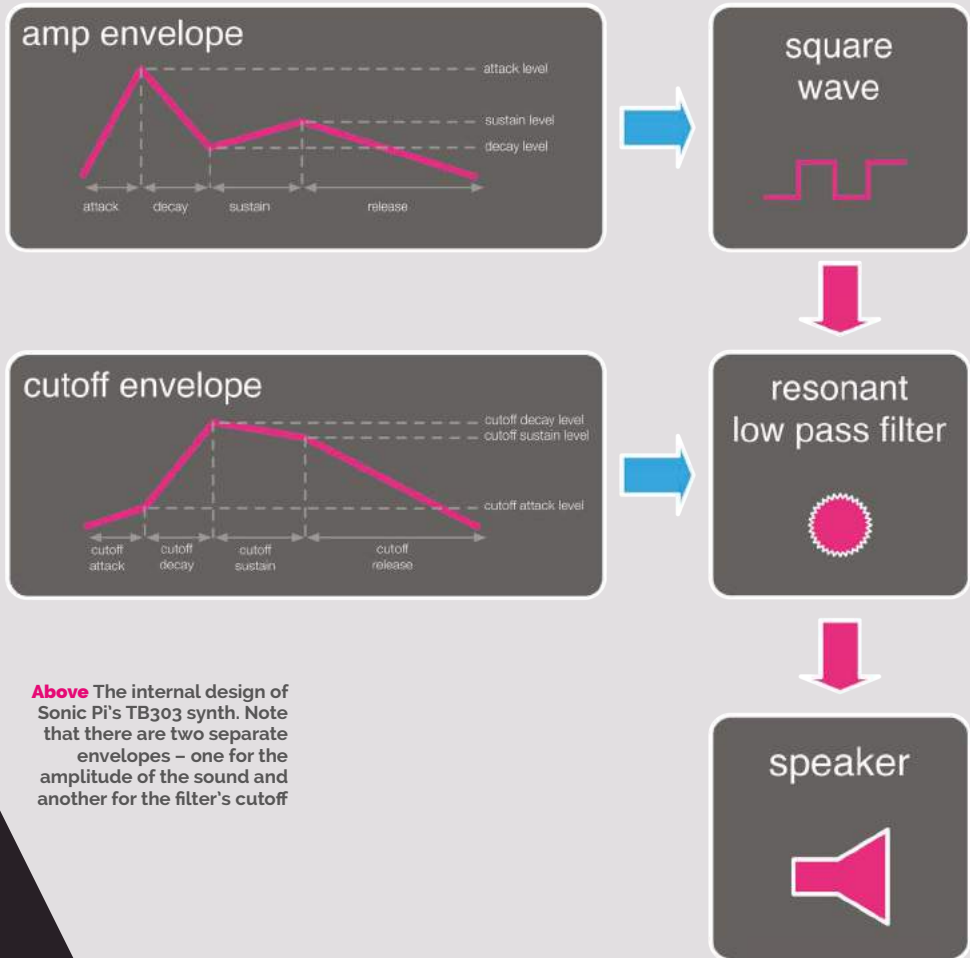 amp envelope
attack level
sustain level
decay level
attack
decay
sustain
release
square
wave
cutoff envelope
cutoff decay level
cutoff sustain level
cutoff attack level
cutoff
attack
cutoff
decay
cutoff
sustain
cutoff
release
resonant
low pass filter
speaker
Above The internal design of
Sonic Pi's TB303 synth. Note
that there are two separate
envelopes – one for the
amplitude of the sound and
another for the filter's cutoff